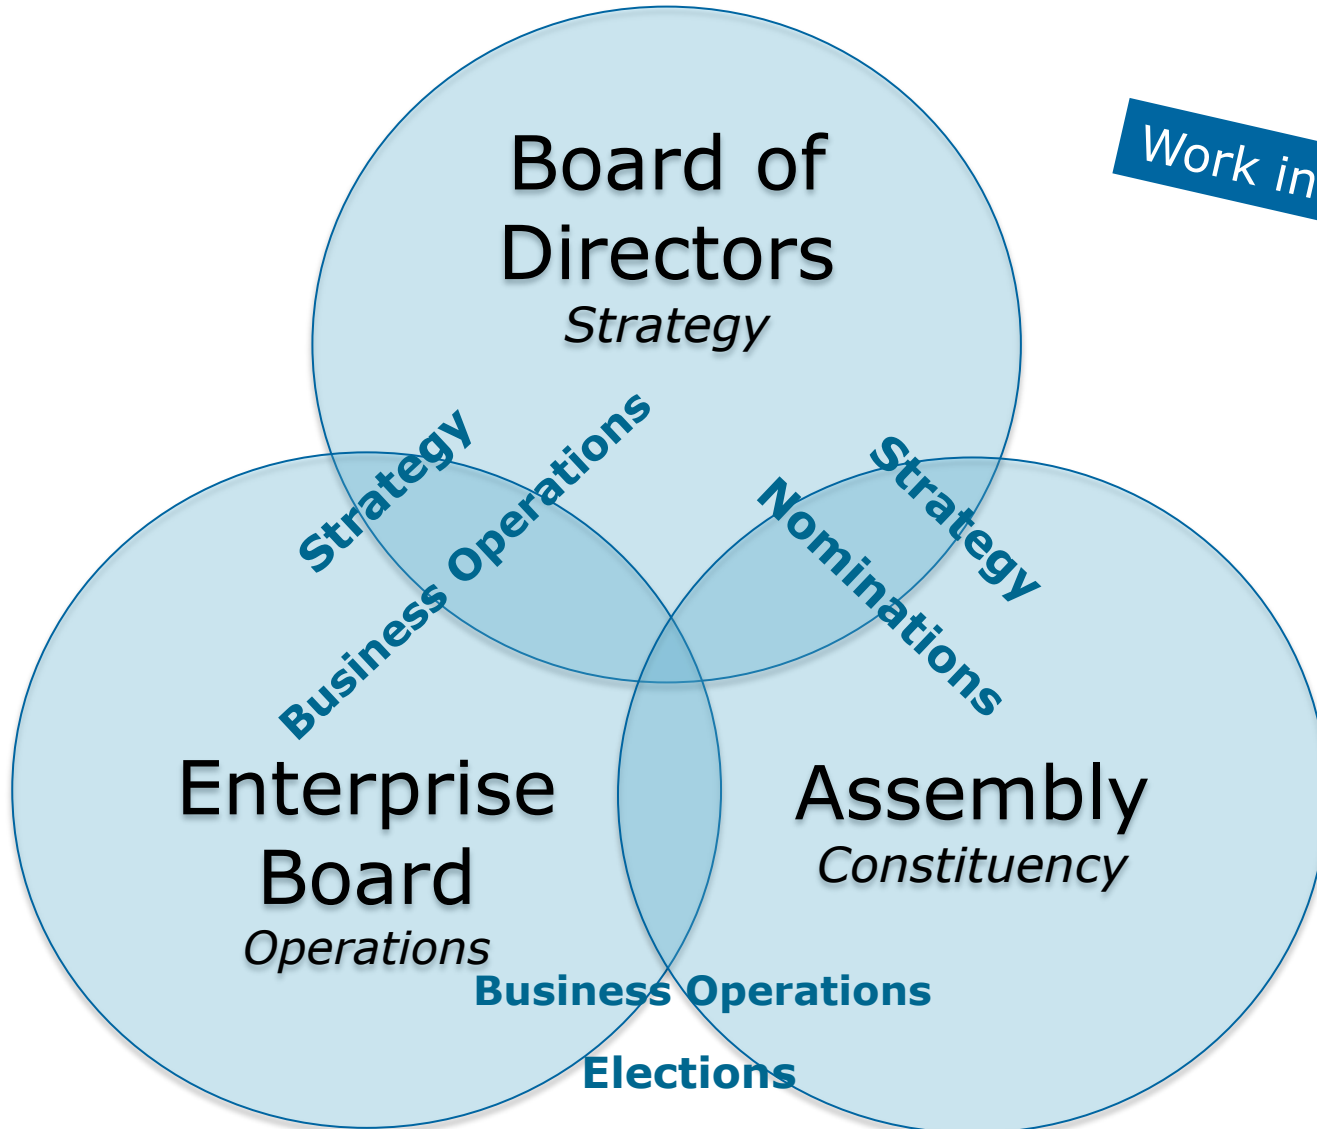 Board of
Directors
Strategy
Work in
Strategy
Business Operations
Strategy
Nominations
Enterprise
Board
Operations
Assembly
Constituency
Business Operations
Elections